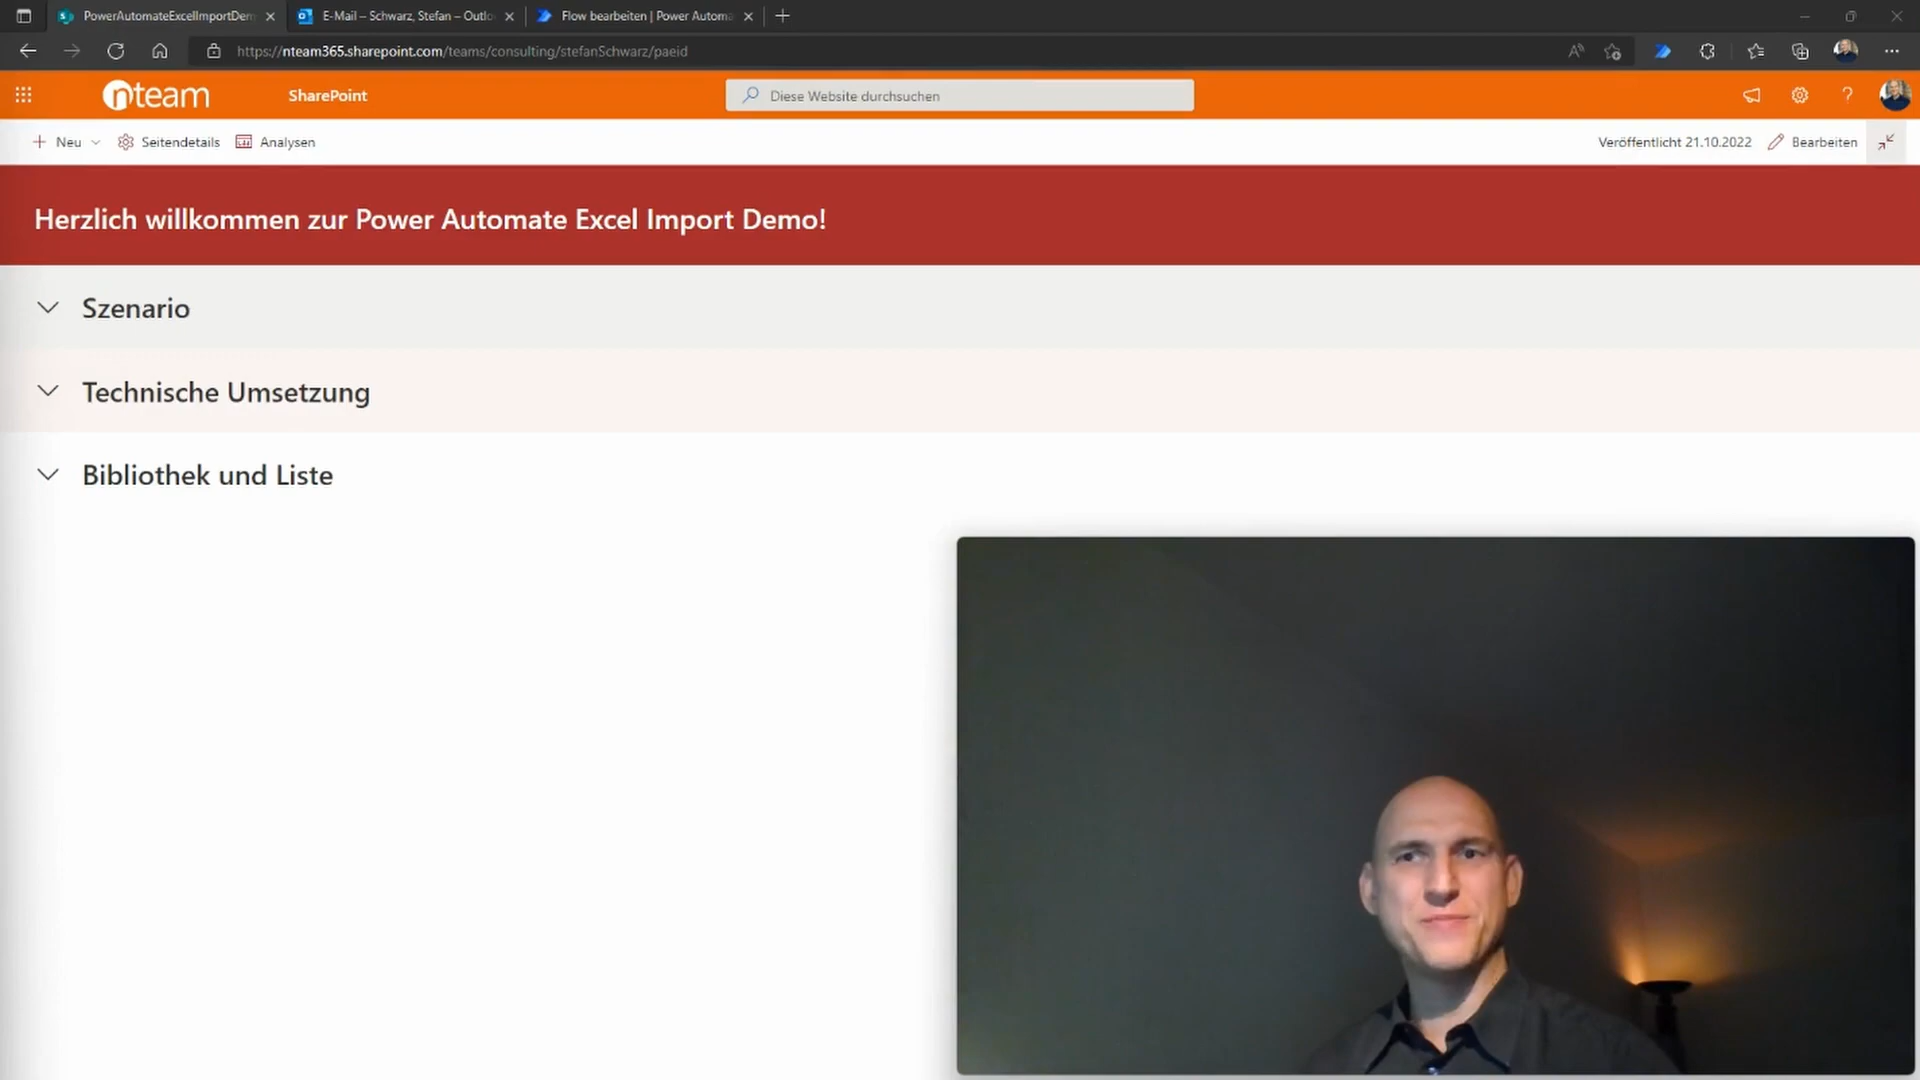 PowerAutomateExcelImportDem
E-Mail – Schwarz, Stefan – Outlo
Flow bearbeiten | Power Automa
https://nteam365.sharepoint.com/teams/consulting/stefanSchwarz/paeid
nteam
SharePoint
Diese Website durchsuchen
Neu
Seitendetails
Analysen
Veröffentlicht 21.10.2022
Bearbeiten
Herzlich willkommen zur Power Automate Excel Import Demo!
Szenario
Technische Umsetzung
Bibliothek und Liste